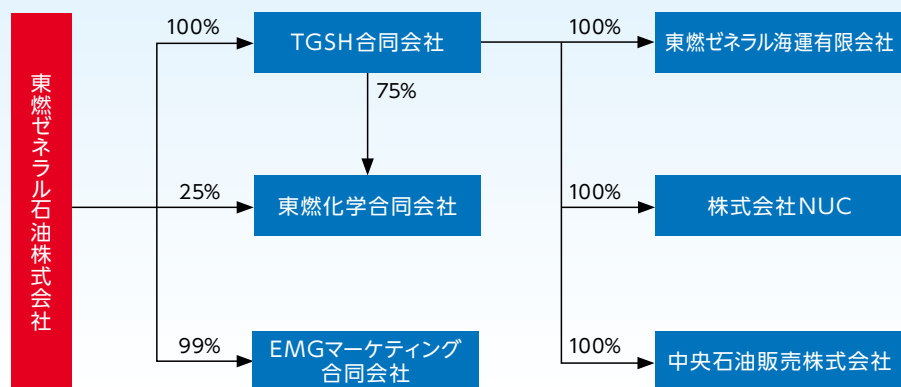 東燃ゼネラル石油株式会社
100%
TGSH合同会社
100%
東燃ゼネラル海運有限会社
75%
25%
東燃化学合同会社
100%
株式会社NUC
99%
EMGマーケティング
合同会社
100%
中央石油販売株式会社